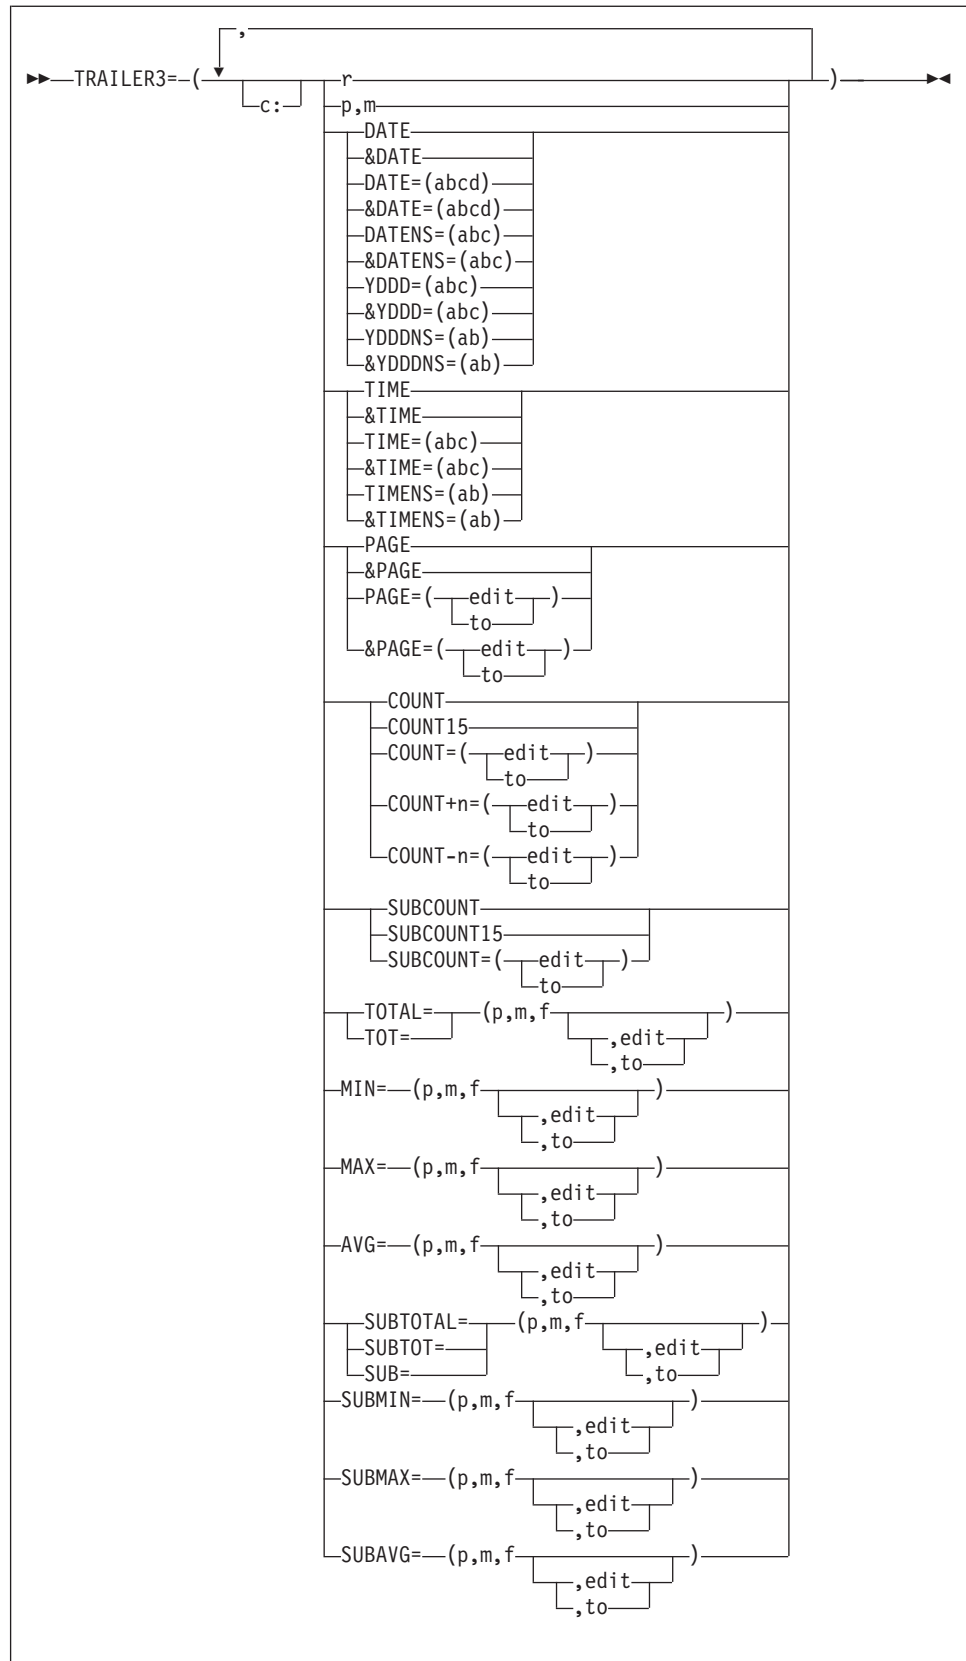 ,
TRAILER3= ( r )
c:
p,m
DATE
&DATE
DATE=(abcd)
&DATE=(abcd)
DATENS=(abc)
&DATENS=(abc)
YDDD=(abc)
&YDDD=(abc)
YDDDNS=(ab)
&YDDDNS=(ab)
TIME
&TIME
TIME=(abc)
&TIME=(abc)
TIMENS=(ab)
&TIMENS=(ab)
PAGE
&PAGE
PAGE=( edit )
to
&PAGE=( edit )
to
COUNT
COUNT15
COUNT=( edit )
to
COUNT+n=( edit )
to
COUNT-n=( edit )
to
SUBCOUNT
SUBCOUNT15
SUBCOUNT=( edit )
to
TOTAL= (p,m,f )
TOT= ,edit
,to
MIN= (p,m,f )
,edit
,to
MAX= (p,m,f )
,edit
,to
AVG= (p,m,f )
,edit
,to
SUBTOTAL= (p,m,f )
SUBTOT= ,edit
SUB= ,to
SUBMIN= (p,m,f )
,edit
,to
SUBMAX= (p,m,f )
,edit
,to
SUBAVG= (p,m,f )
,edit
,to